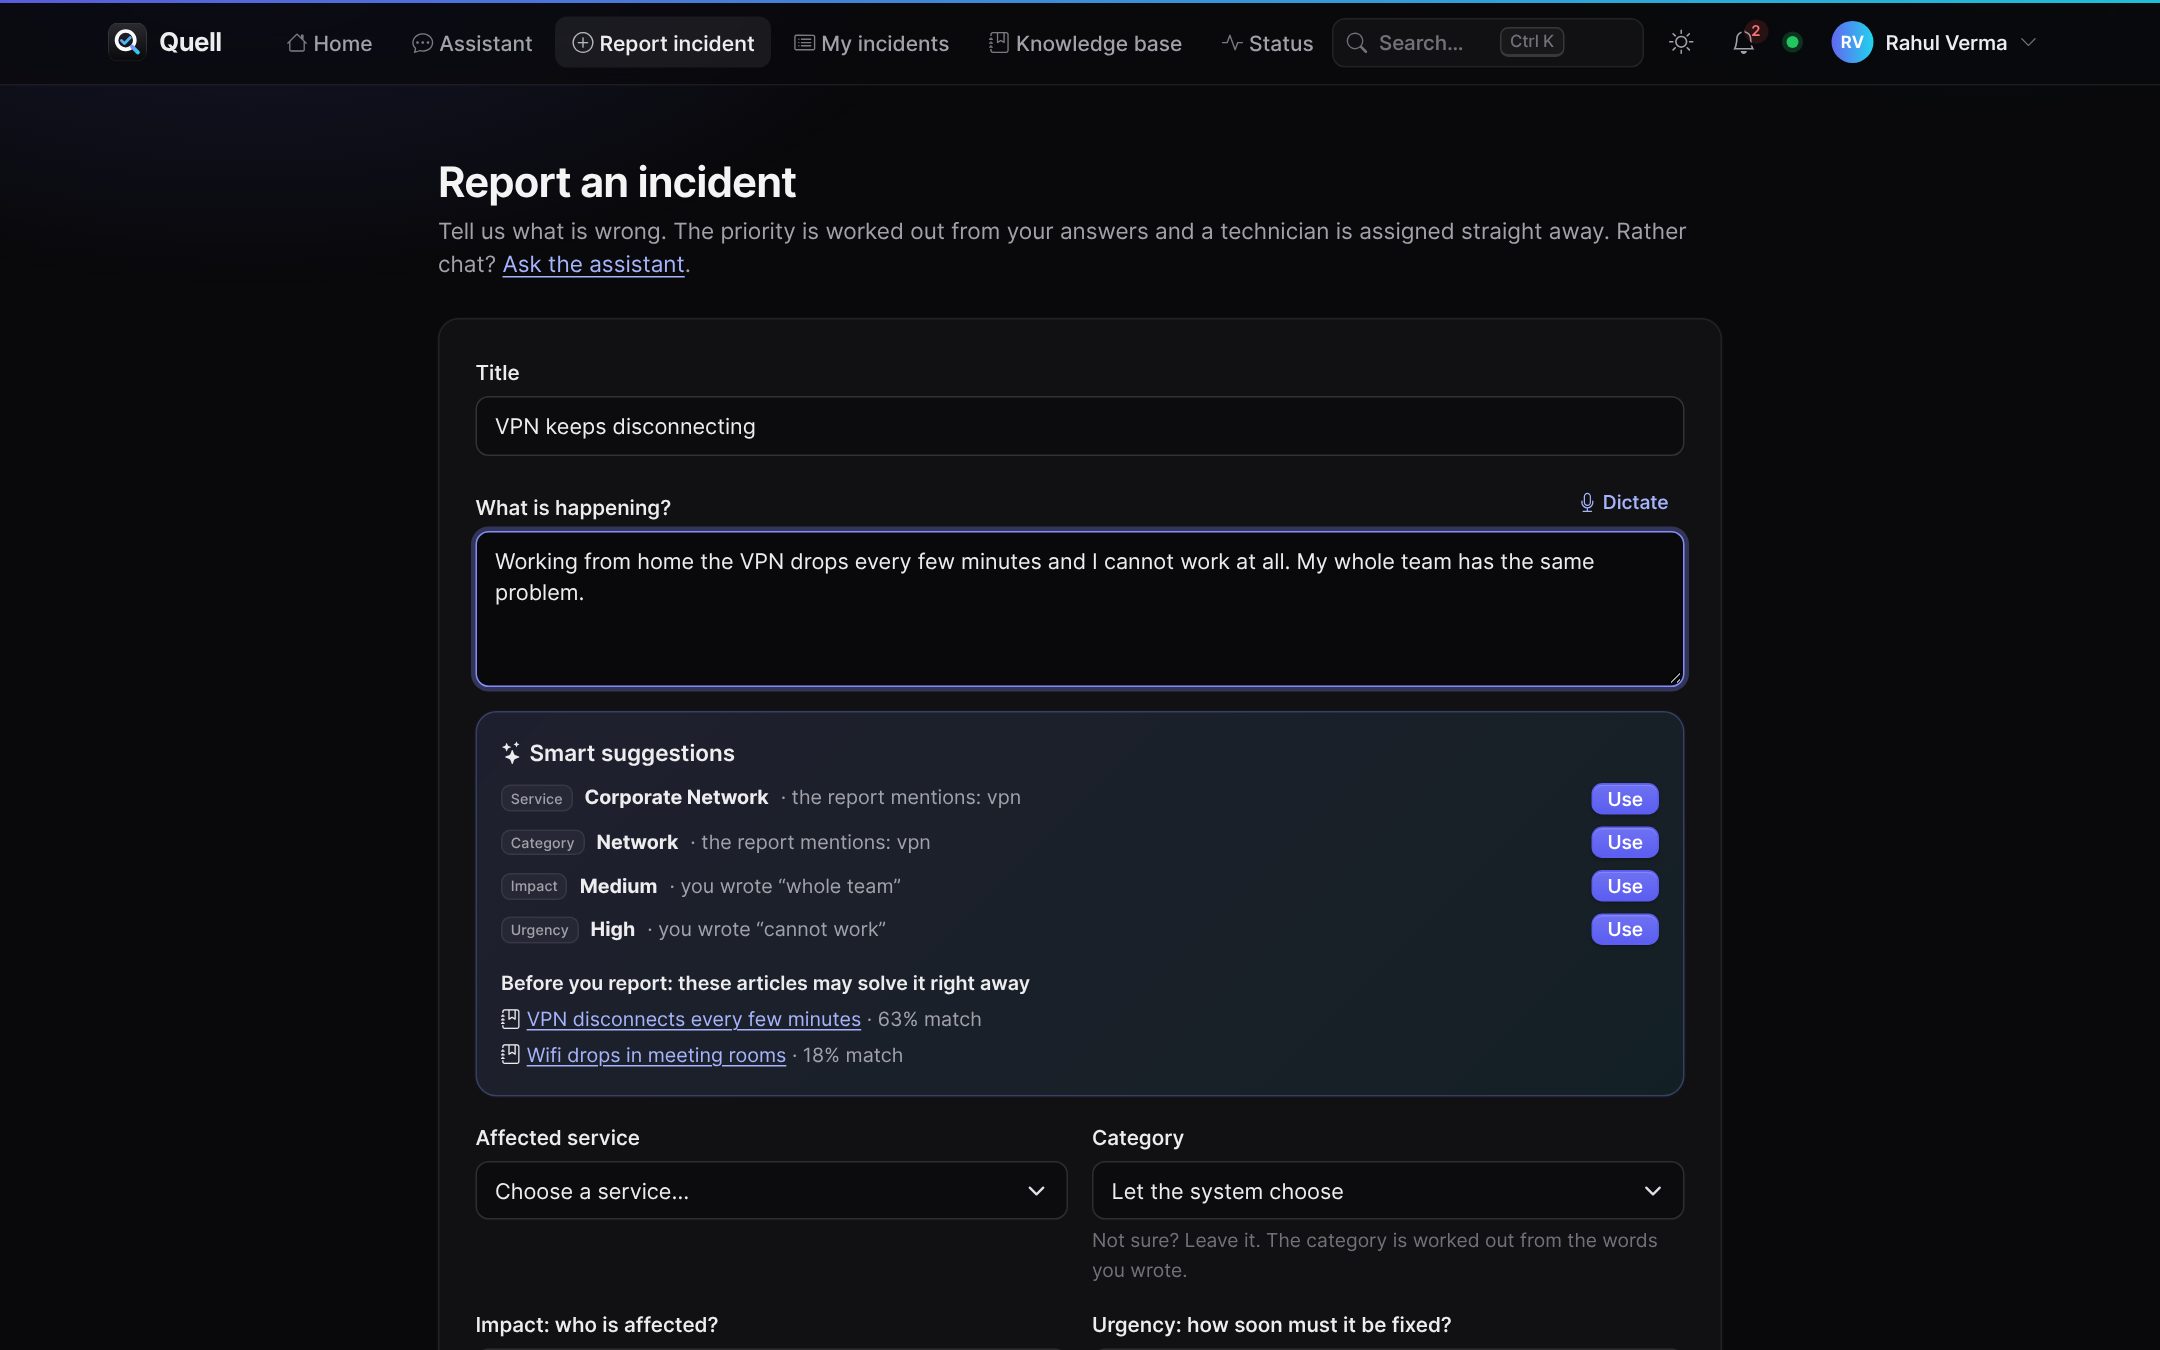 Quell
Home
Assistant
Report incident
My incidents
Knowledge base
Status
Search...
Ctrl K
2
RV
Rahul Verma
Report an incident
Tell us what is wrong. The priority is worked out from your answers and a technician is assigned straight away. Rather
chat? Ask the assistant.
Title
VPN keeps disconnecting
What is happening?
Dictate
Working from home the VPN drops every few minutes and I cannot work at all. My whole team has the same
problem.
Smart suggestions
Service Corporate Network · the report mentions: vpn Use
Category Network · the report mentions: vpn Use
Impact Medium · you wrote “whole team” Use
Urgency High · you wrote “cannot work” Use
Before you report: these articles may solve it right away
VPN disconnects every few minutes · 63% match
Wifi drops in meeting rooms · 18% match
Affected service
Choose a service...
Category
Let the system choose
Not sure? Leave it. The category is worked out from the words
you wrote.
Impact: who is affected?
Urgency: how soon must it be fixed?